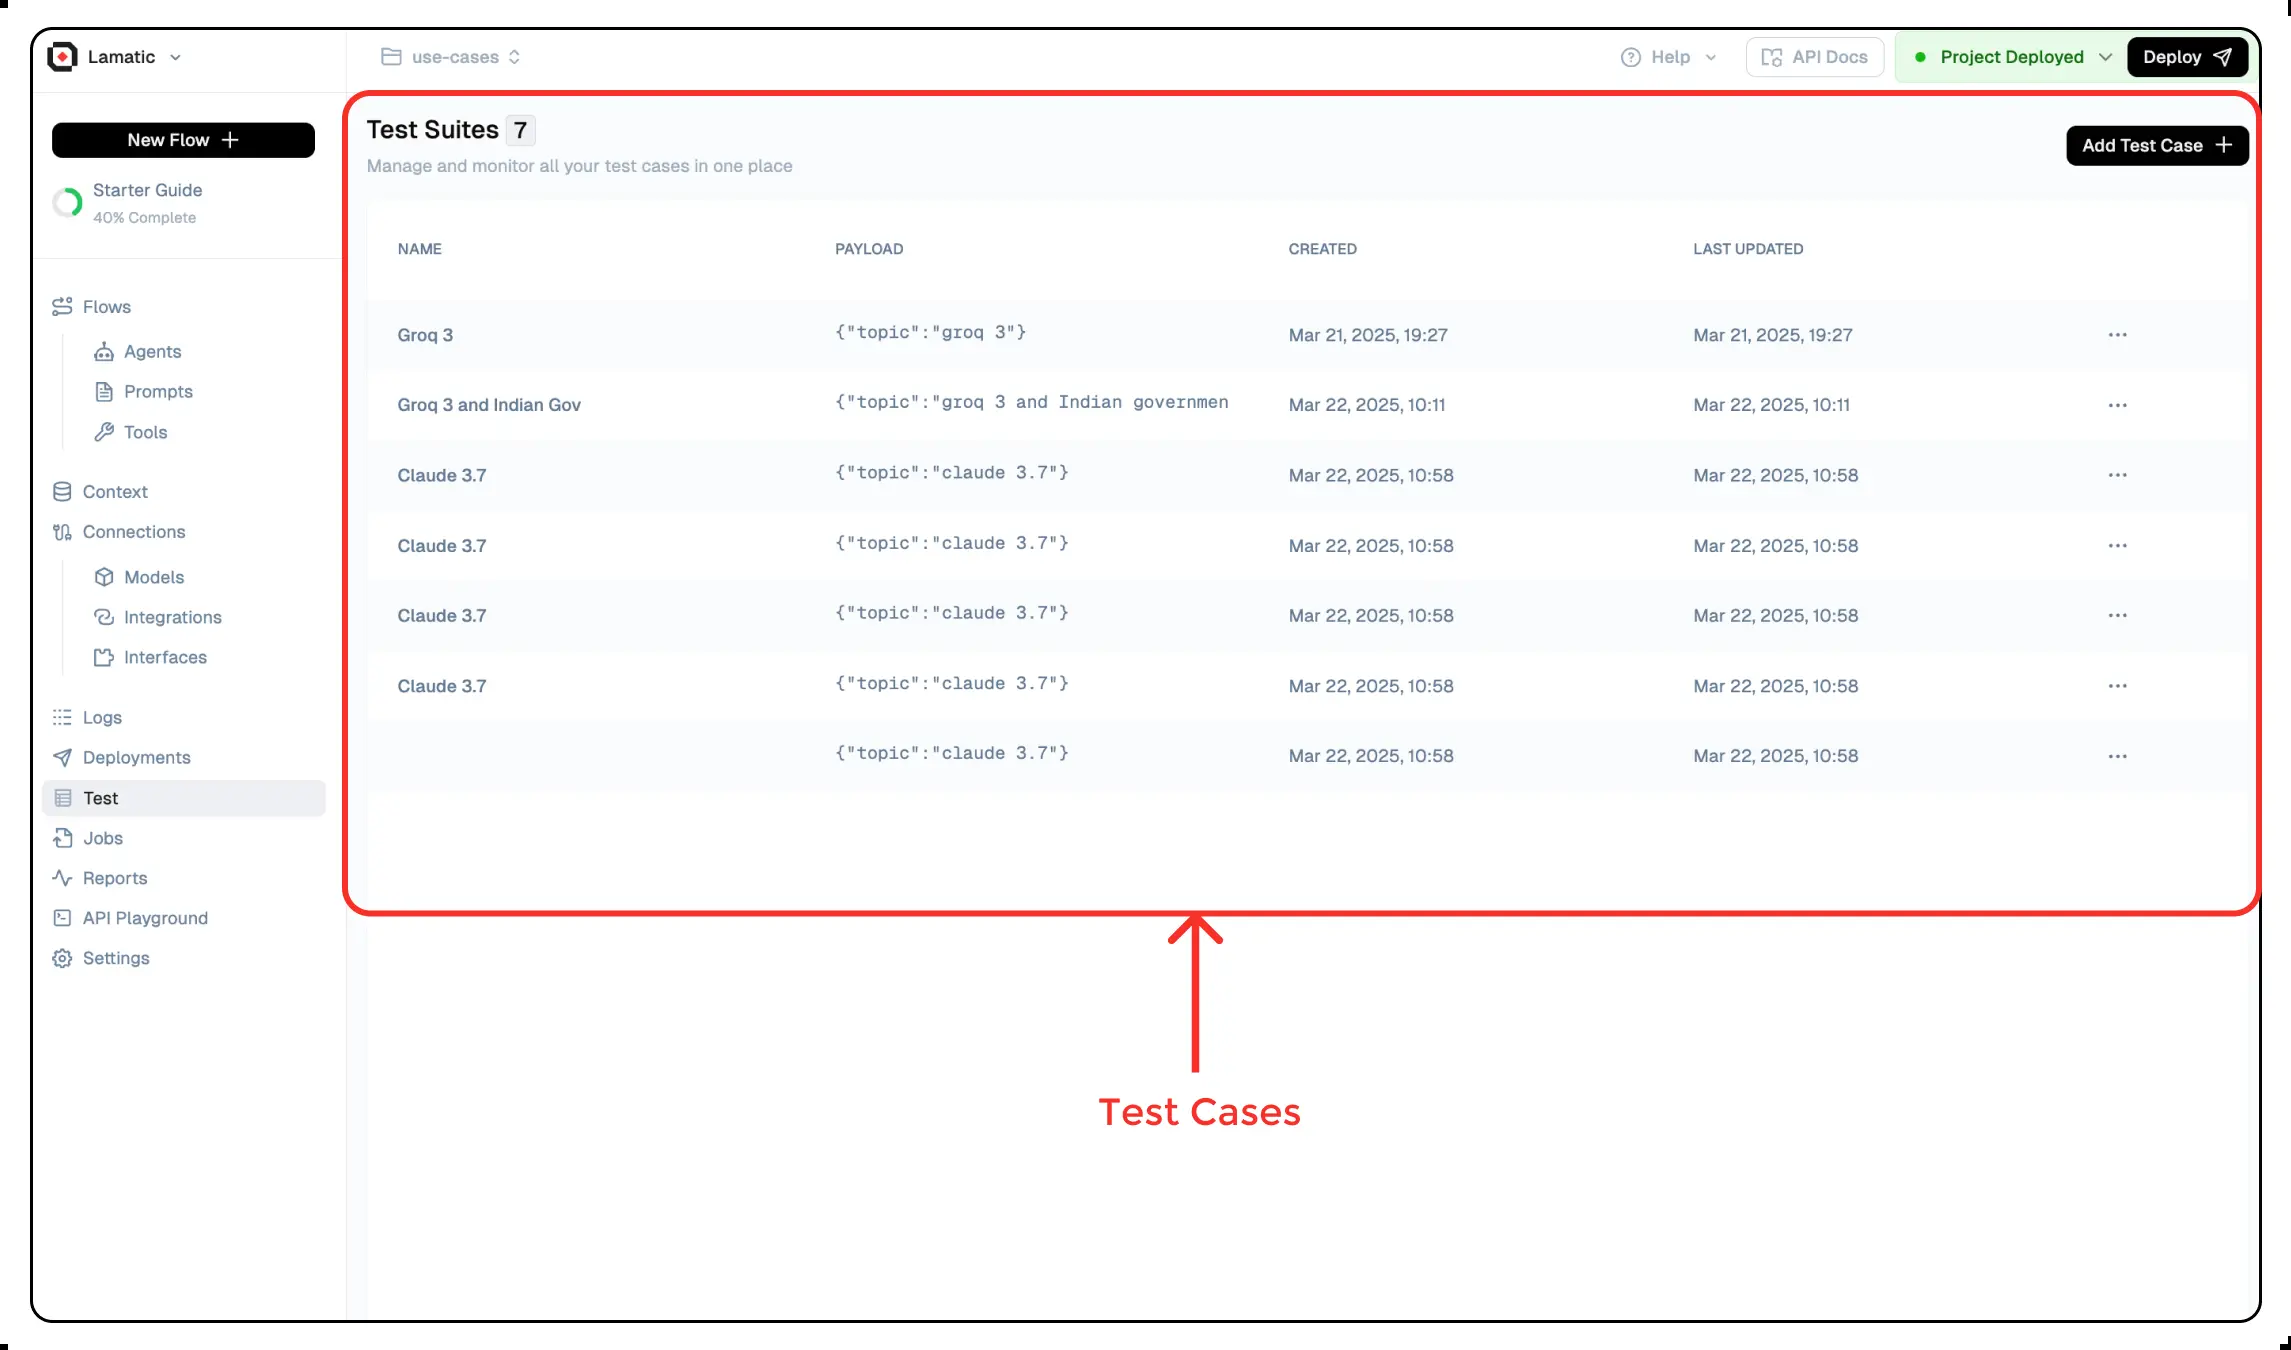 Lamatic
use-cases
Help
API Docs
Project Deployed
Deploy
New Flow
Starter Guide
40% Complete
Flows
Agents
Prompts
Tools
Context
Connections
Models
Integrations
Interfaces
Logs
Deployments
Test
Jobs
Reports
API Playground
Settings
Test Suites 7
Manage and monitor all your test cases in one place
Add Test Case
NAME PAYLOAD CREATED LAST UPDATED
Groq 3 {"topic":"groq 3"} Mar 21, 2025, 19:27 Mar 21, 2025, 19:27
Groq 3 and Indian Gov {"topic":"groq 3 and Indian governmen Mar 22, 2025, 10:11 Mar 22, 2025, 10:11
Claude 3.7 {"topic":"claude 3.7"} Mar 22, 2025, 10:58 Mar 22, 2025, 10:58
Claude 3.7 {"topic":"claude 3.7"} Mar 22, 2025, 10:58 Mar 22, 2025, 10:58
Claude 3.7 {"topic":"claude 3.7"} Mar 22, 2025, 10:58 Mar 22, 2025, 10:58
Claude 3.7 {"topic":"claude 3.7"} Mar 22, 2025, 10:58 Mar 22, 2025, 10:58
{"topic":"claude 3.7"} Mar 22, 2025, 10:58 Mar 22, 2025, 10:58
Test Cases